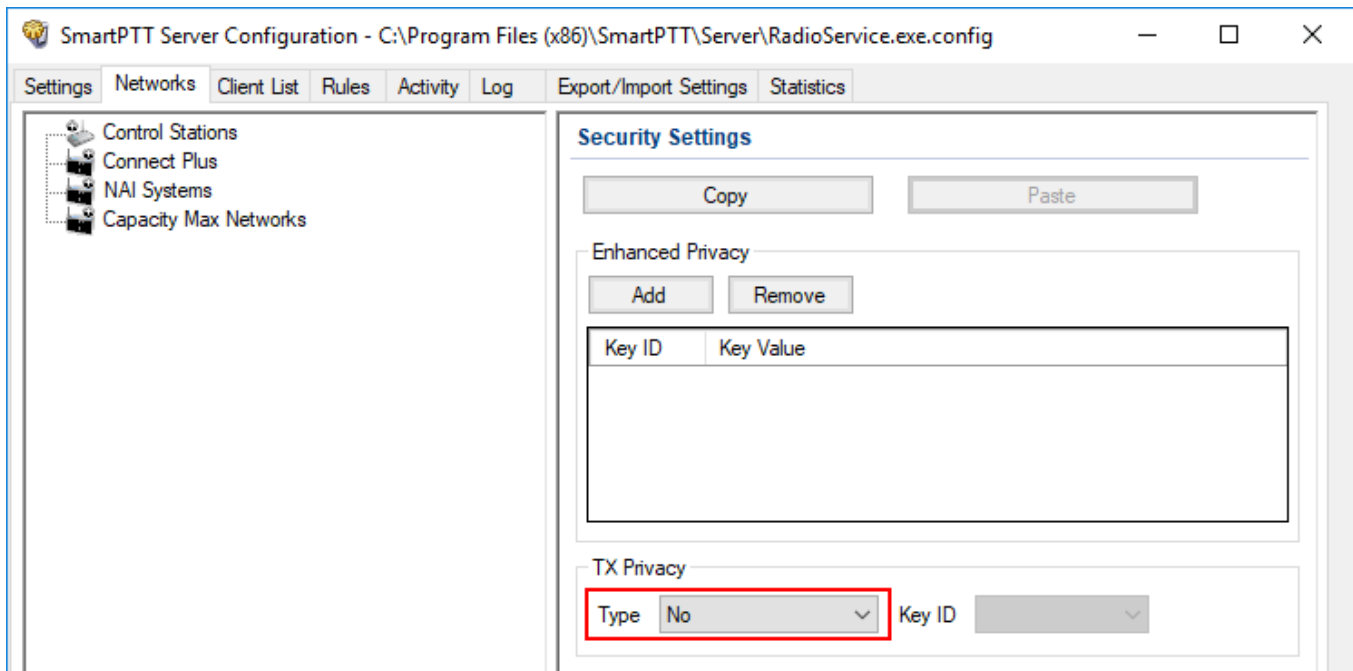 SmartPTT Server Configuration - C:\Program Files (x86)\SmartPTT\Server\RadioService.exe.config
Settings Networks Client List Rules Activity Log Export/Import Settings Statistics
Control Stations
Connect Plus
NAI Systems
Capacity Max Networks
Security Settings
Copy Paste
Enhanced Privacy
Add Remove
Key ID Key Value
TX Privacy
Type No Key ID